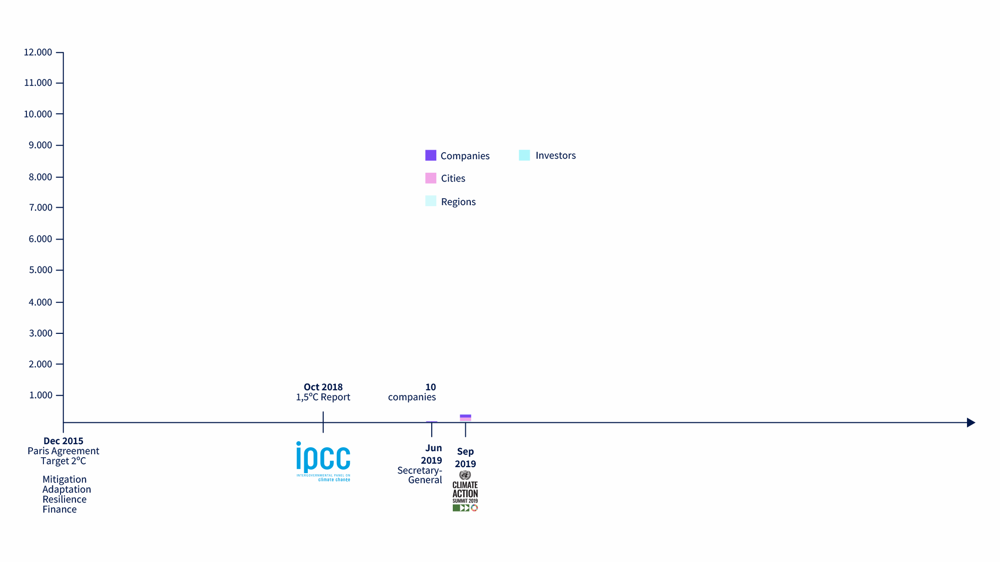 12.000
11.000
10.000
9.000
8.000
7.000
6.000
5.000
4.000
3.000
2.000
1.000
Companies
Investors
Cities
Regions
Oct 2018
1,5ºC Report
10
companies
Dec 2015
Paris Agreement
Target 2ºC
Mitigation
Adaptation
Resilience
Finance
ipcc
INTERGOVERNMENTAL PANEL ON
climate change
Jun
2019
Secretary-
General
Sep
2019
CLIMATE
ACTION
SUMMIT 2019